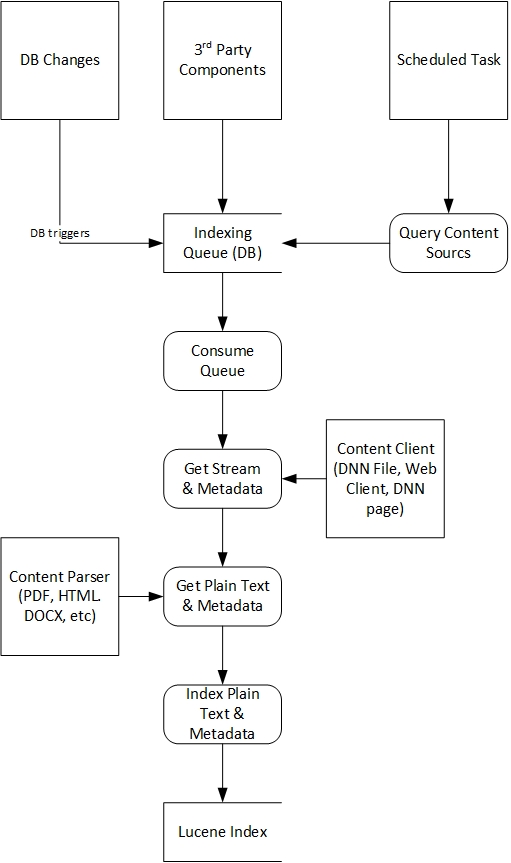 DB Changes
3rd Party
Components
Scheduled Task
DB triggers
Indexing
Queue (DB)
Query Content
Sourcs
Consume
Queue
Get Stream
& Metadata
Content Client
(DNN File, Web
Client, DNN
page)
Content Parser
(PDF, HTML.
DOCX, etc)
Get Plain Text
& Metadata
Index Plain
Text &
Metadata
Lucene Index